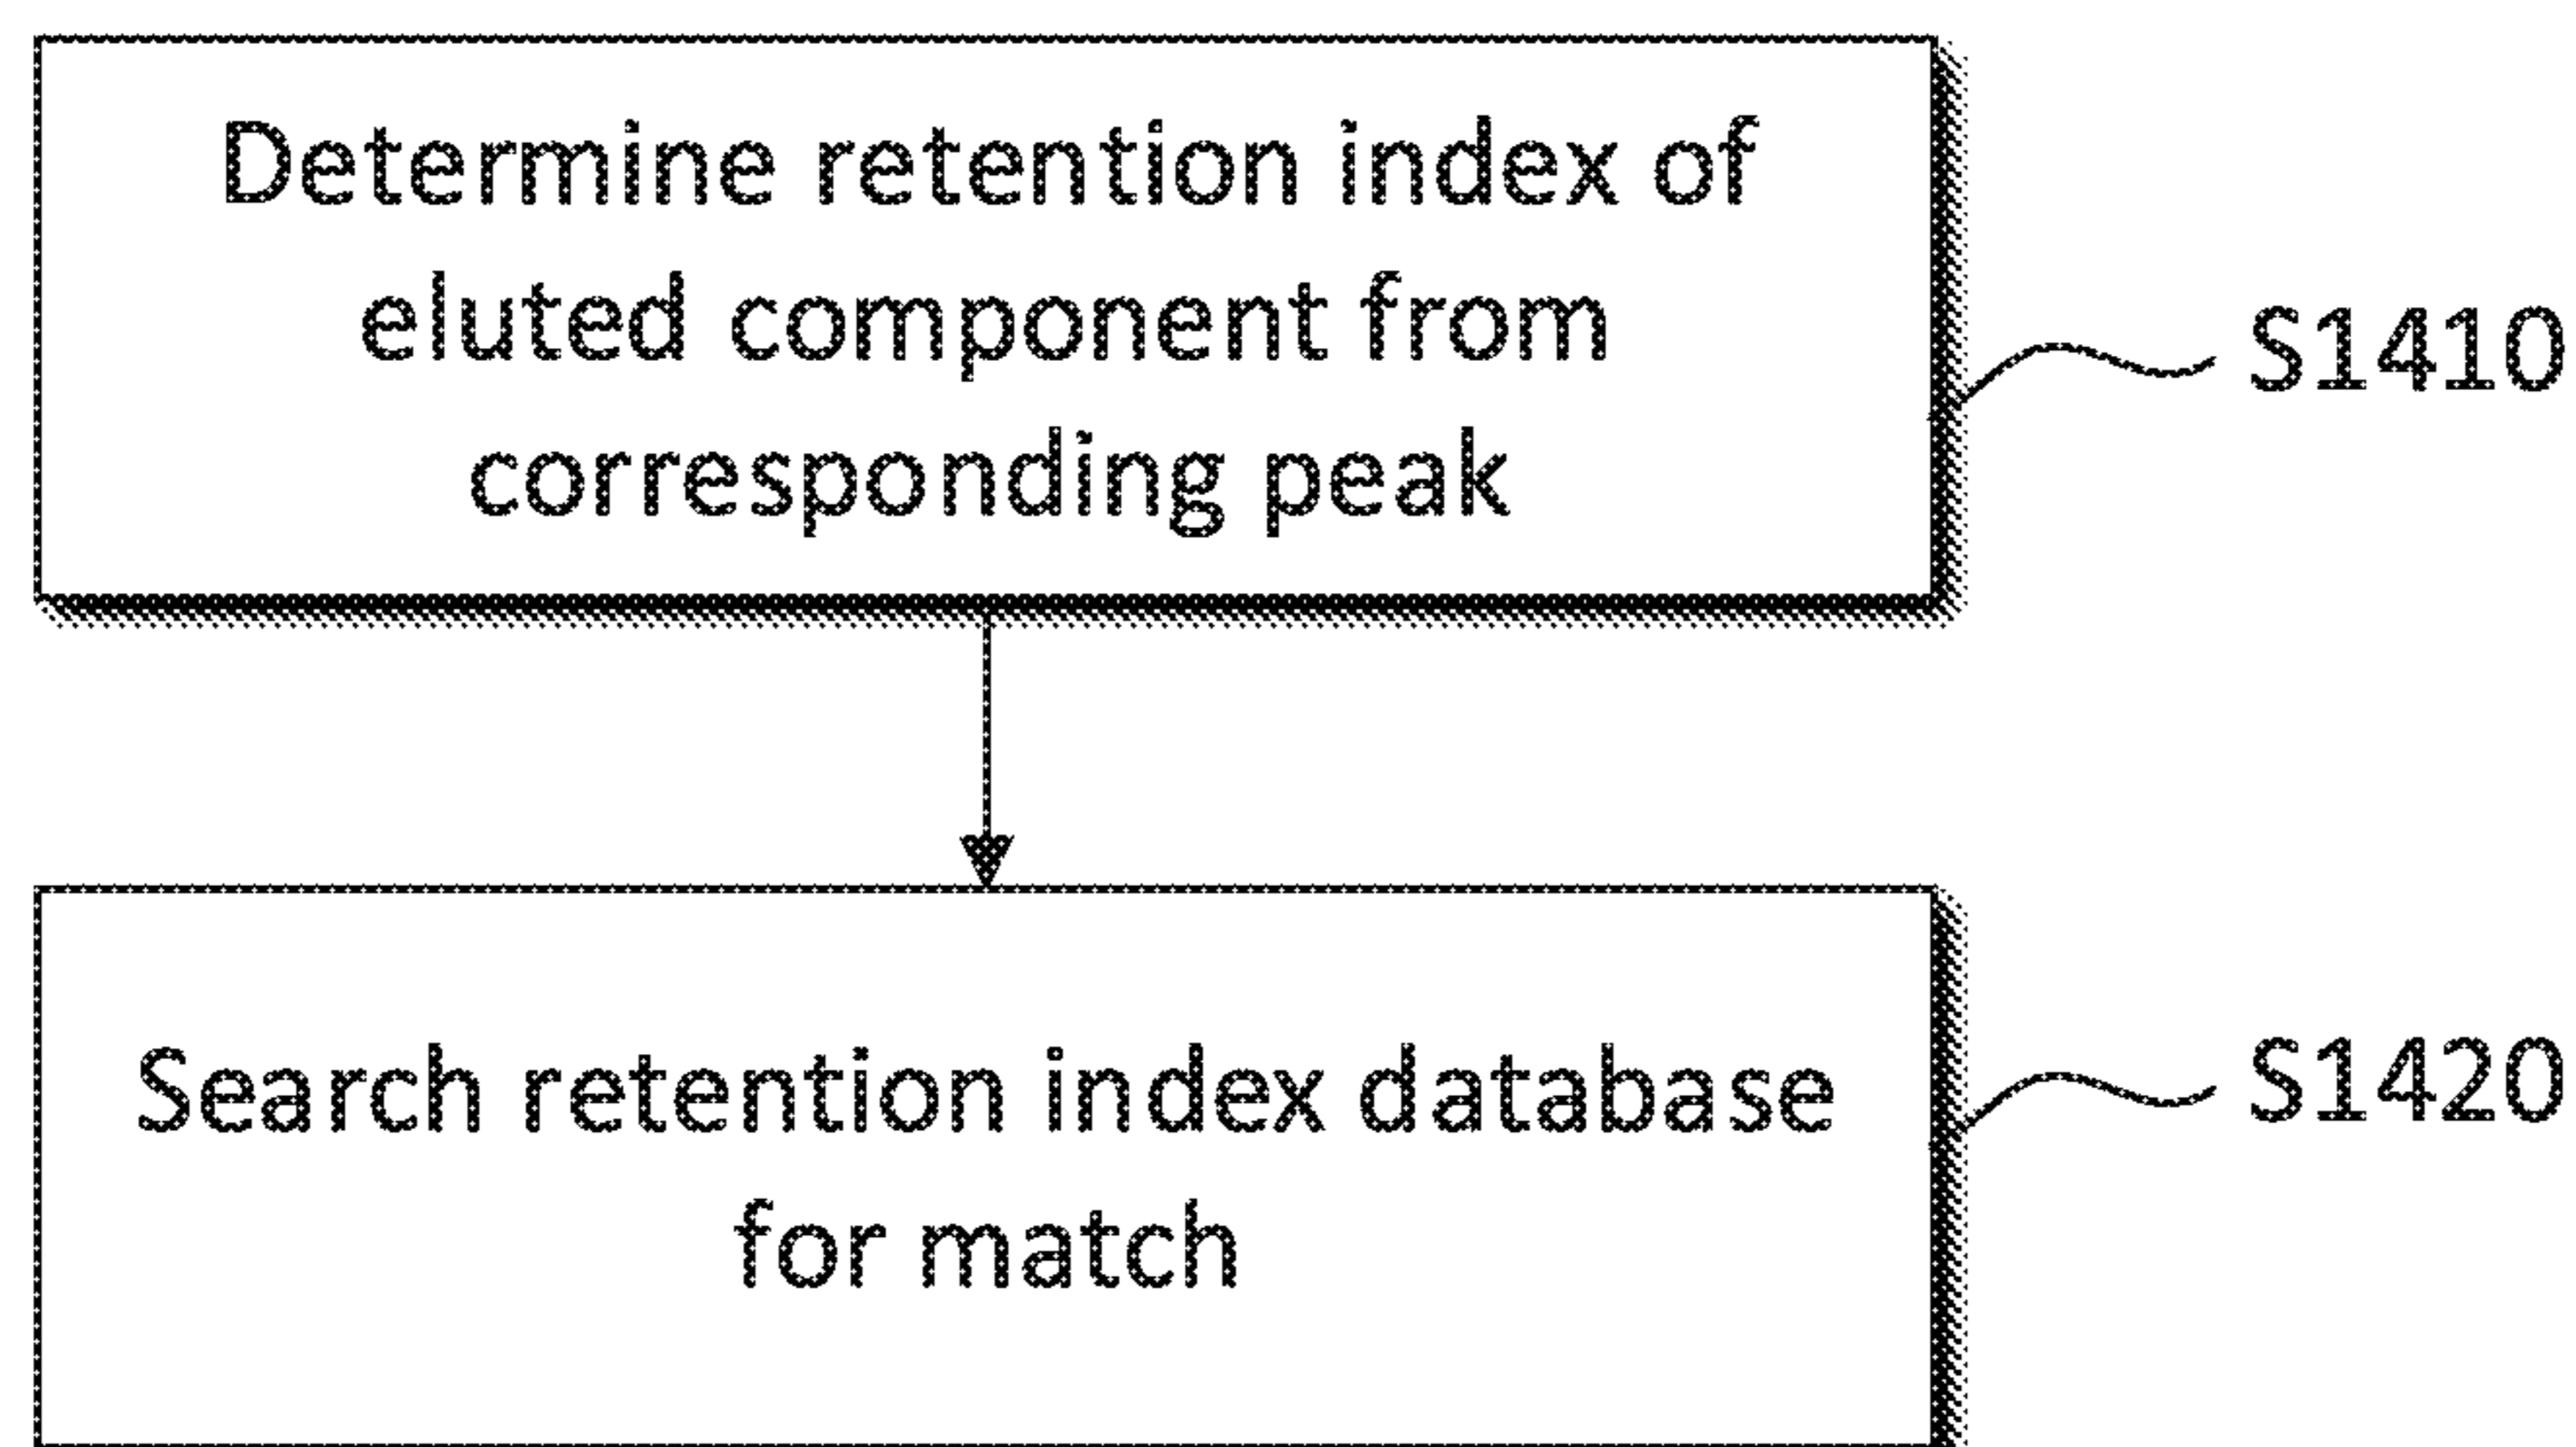 Determine retention index of
eluted component from
corresponding peak
S1410
Search retention index database
for match
S1420